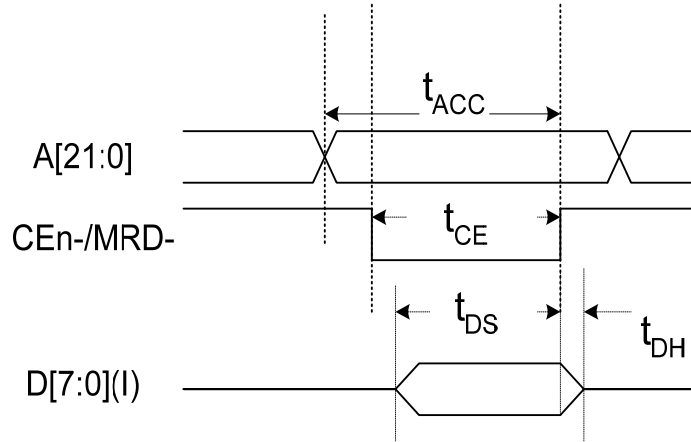 tACC
A[21:0]
CEn-/MRD-
tCE
tDS
tDH
D[7:0](I)